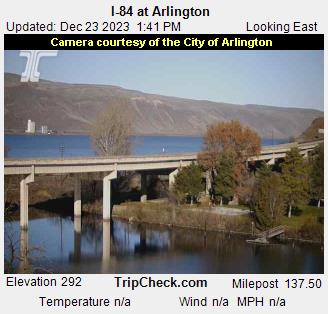 I-84 at Arlington
Updated: Dec 23 2023 1:41 PM Looking East
Camera courtesy of the City of Arlington
Elevation 292 TripCheck.com Milepost 137.50
Temperature n/a Wind n/a MPH n/a